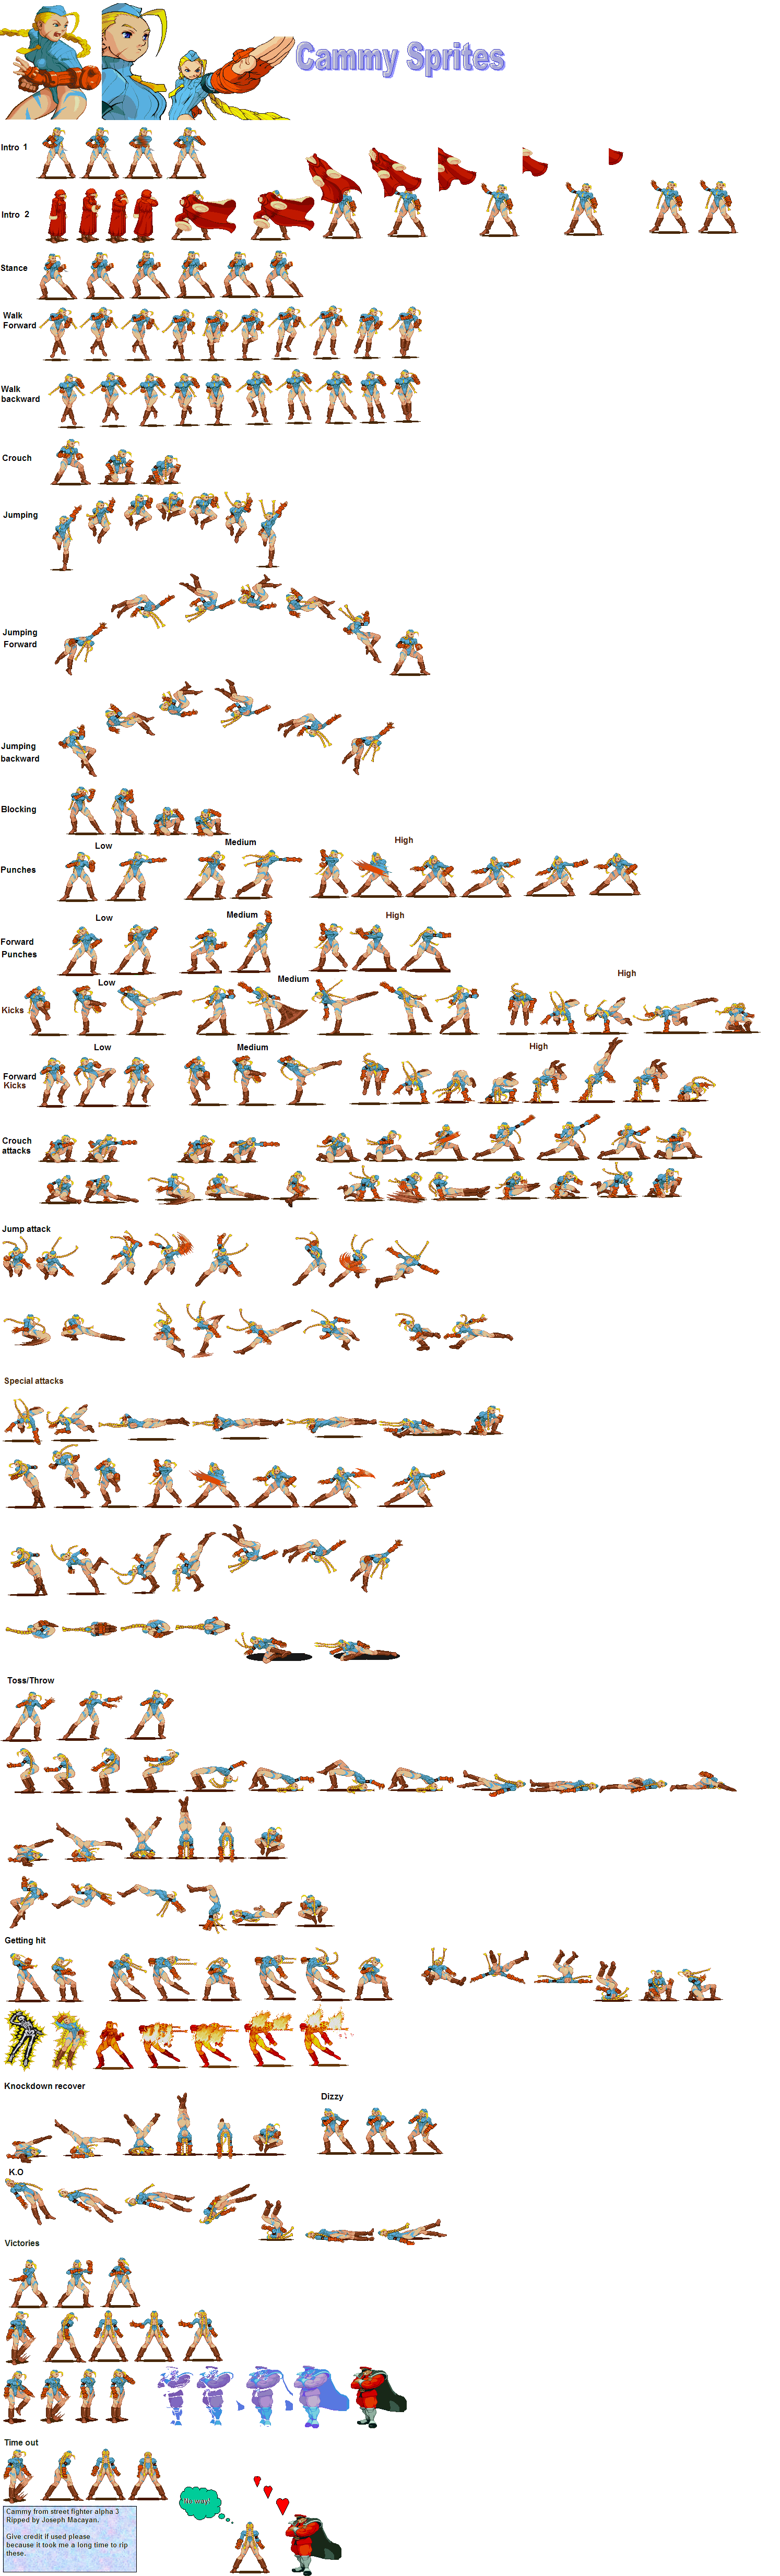 Cammy Sprites
Intro 1
Intro 2
Stance
Walk
Forward
Walk
backward
Crouch
Jumping
Jumping
Forward
Jumping
backward
Blocking
Low
Medium
High
Punches
Low
Medium
High
Forward
Punches
Low
Medium
High
Kicks
Low
Medium
High
Forward
Kicks
Crouch
attacks
Jump attack
Special attacks
Toss/Throw
Getting hit
Knockdown recover
Dizzy
K.O
Victories
Time out
No way!
Cammy from street fighter alpha 3
Ripped by Joseph Macayan.
Give credit if used please
because it took me a long time to rip
these.